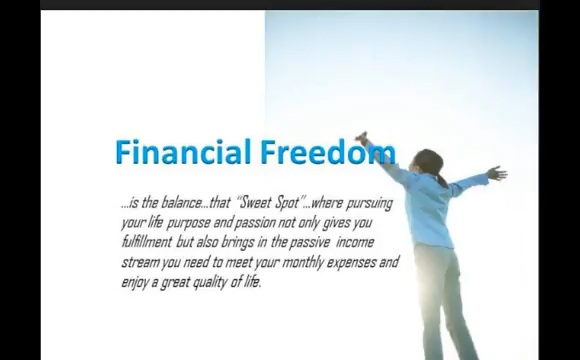 Financial Freedom
...is the balance...that "Sweet Spot"...where pursuing
your life purpose and passion not only gives you
fulfillment but also brings in the passive income
stream you need to meet your monthly expenses and
enjoy a great quality of life.